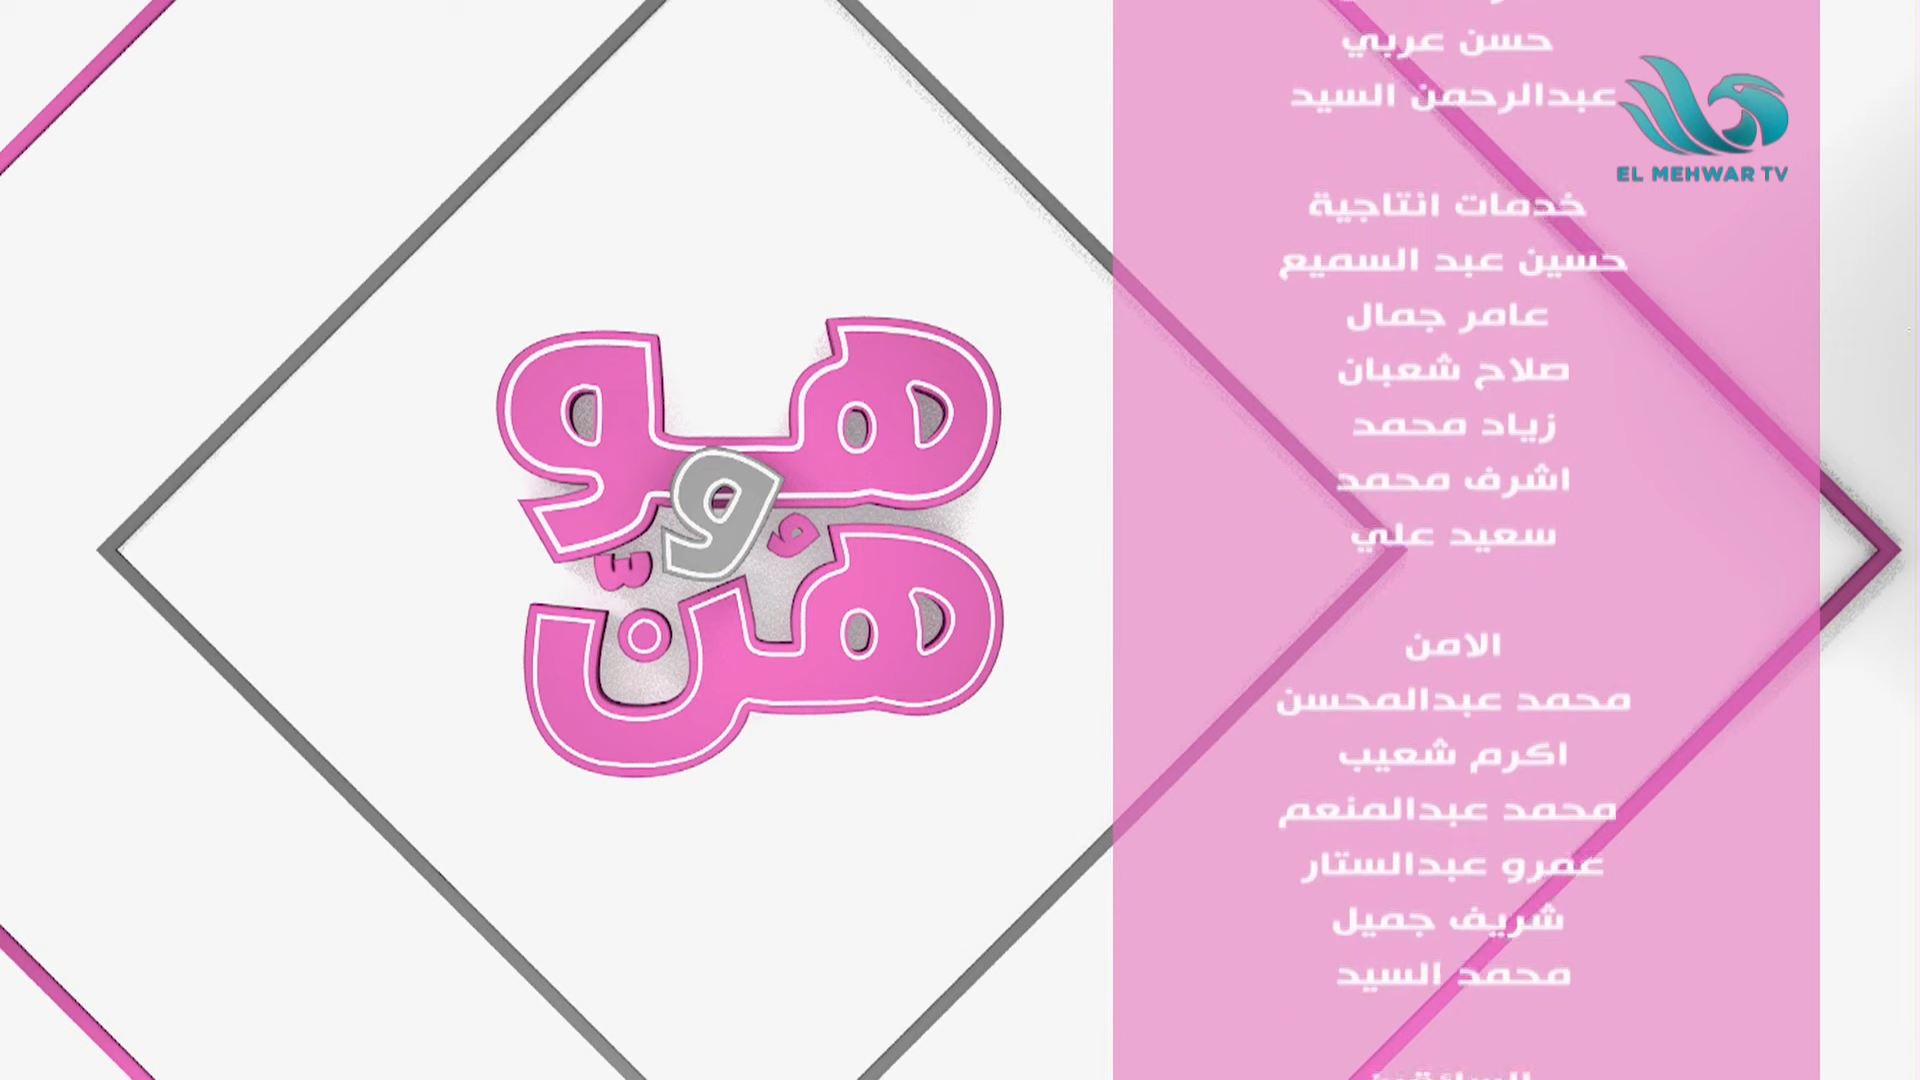 هو
و
هُنّ
حسن عربي
عبدالرحمن السيد
EL MEHWAR TV
خدمات انتاجية
حسين عبد السميع
عامر جمال
صلاح شعبان
زياد محمد
اشرف محمد
سعيد علي
الامن
محمد عبدالمحسن
اكرم شعيب
محمد عبدالمنعم
عمرو عبدالستار
شريف جميل
محمد السيد